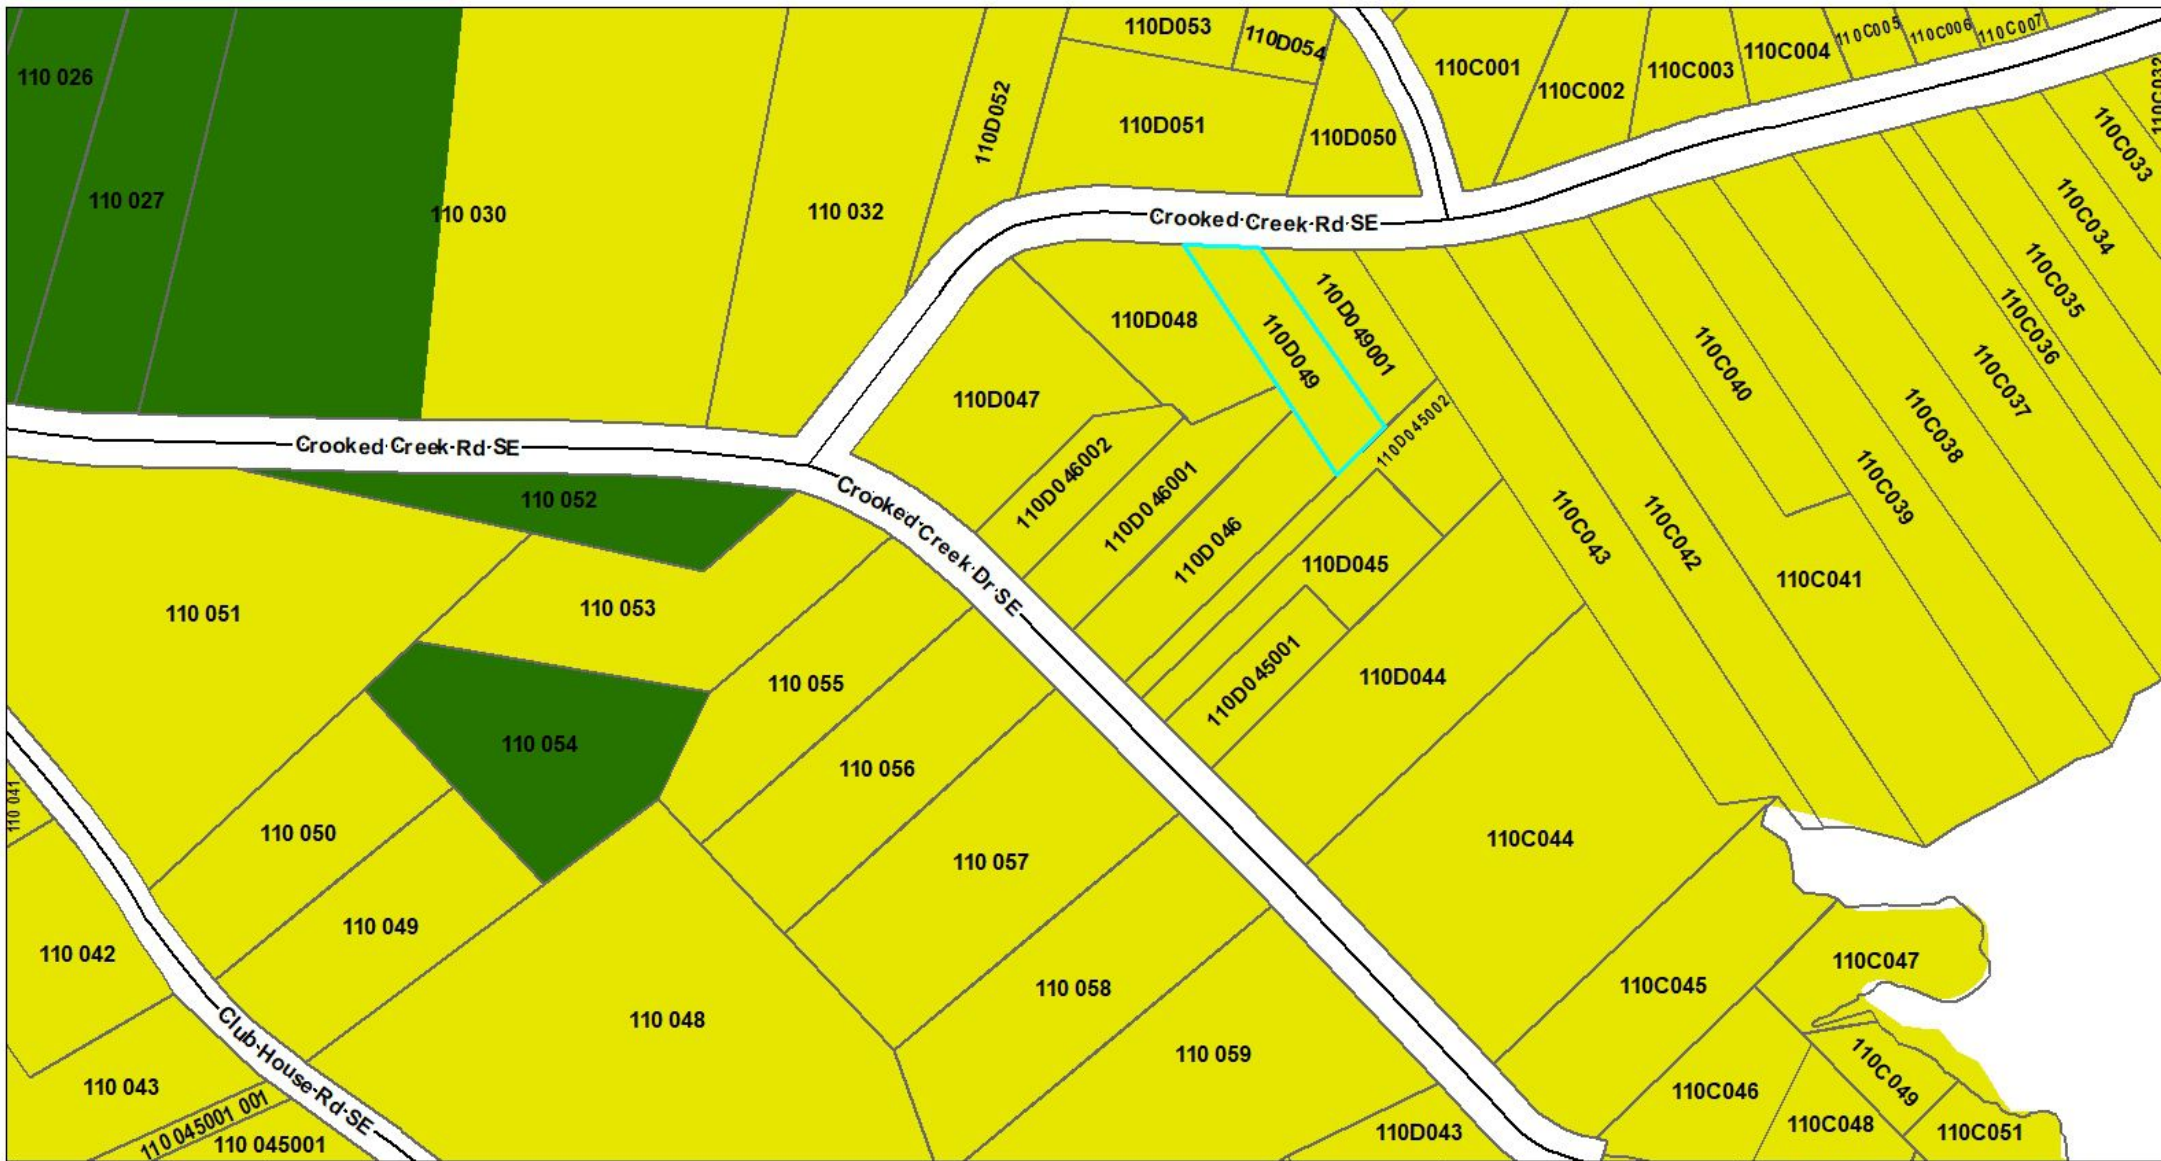 110D053
110D054
110C005
110C006
110C007
110 026
110C001
110C002
110C003
110C004
110C032
110D052
110D051
110D050
110C033
110 027
110 030
110 032
Crooked Creek Rd SE
110C034
110C035
110C036
110D048
110D049
110D049001
110C040
110C037
110D047
110D045002
110C038
Crooked Creek Rd SE
110 052
110D046002
110D046001
110D046
110C043
110C042
110C039
Crooked Creek Dr SE
110D045
110C041
110 051
110 053
110 055
110D045001
110D044
110 054
110 056
110 041
110 050
110 057
110C044
110 042
110 049
110 058
110C045
110C047
110 048
110 059
110C049
Club House Rd SE
110 043
110C046
110 045001 001
110 045001
110D043
110C048
110C051